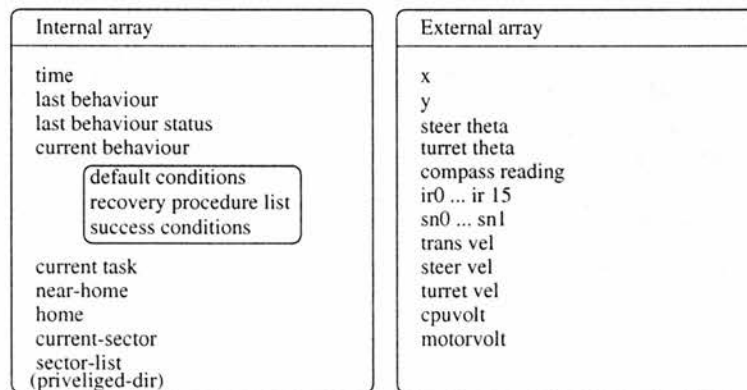 Internal array
time
last behaviour
last behaviour status
current behaviour
default conditions
recovery procedure list
success conditions
current task
near-home
home
current-sector
sector-list
(priveliged-dir)
External array
x
y
steer theta
turret theta
compass reading
ir0 ... ir 15
sn0 ... sn1
trans vel
steer vel
turret vel
cpuvolt
motorvolt